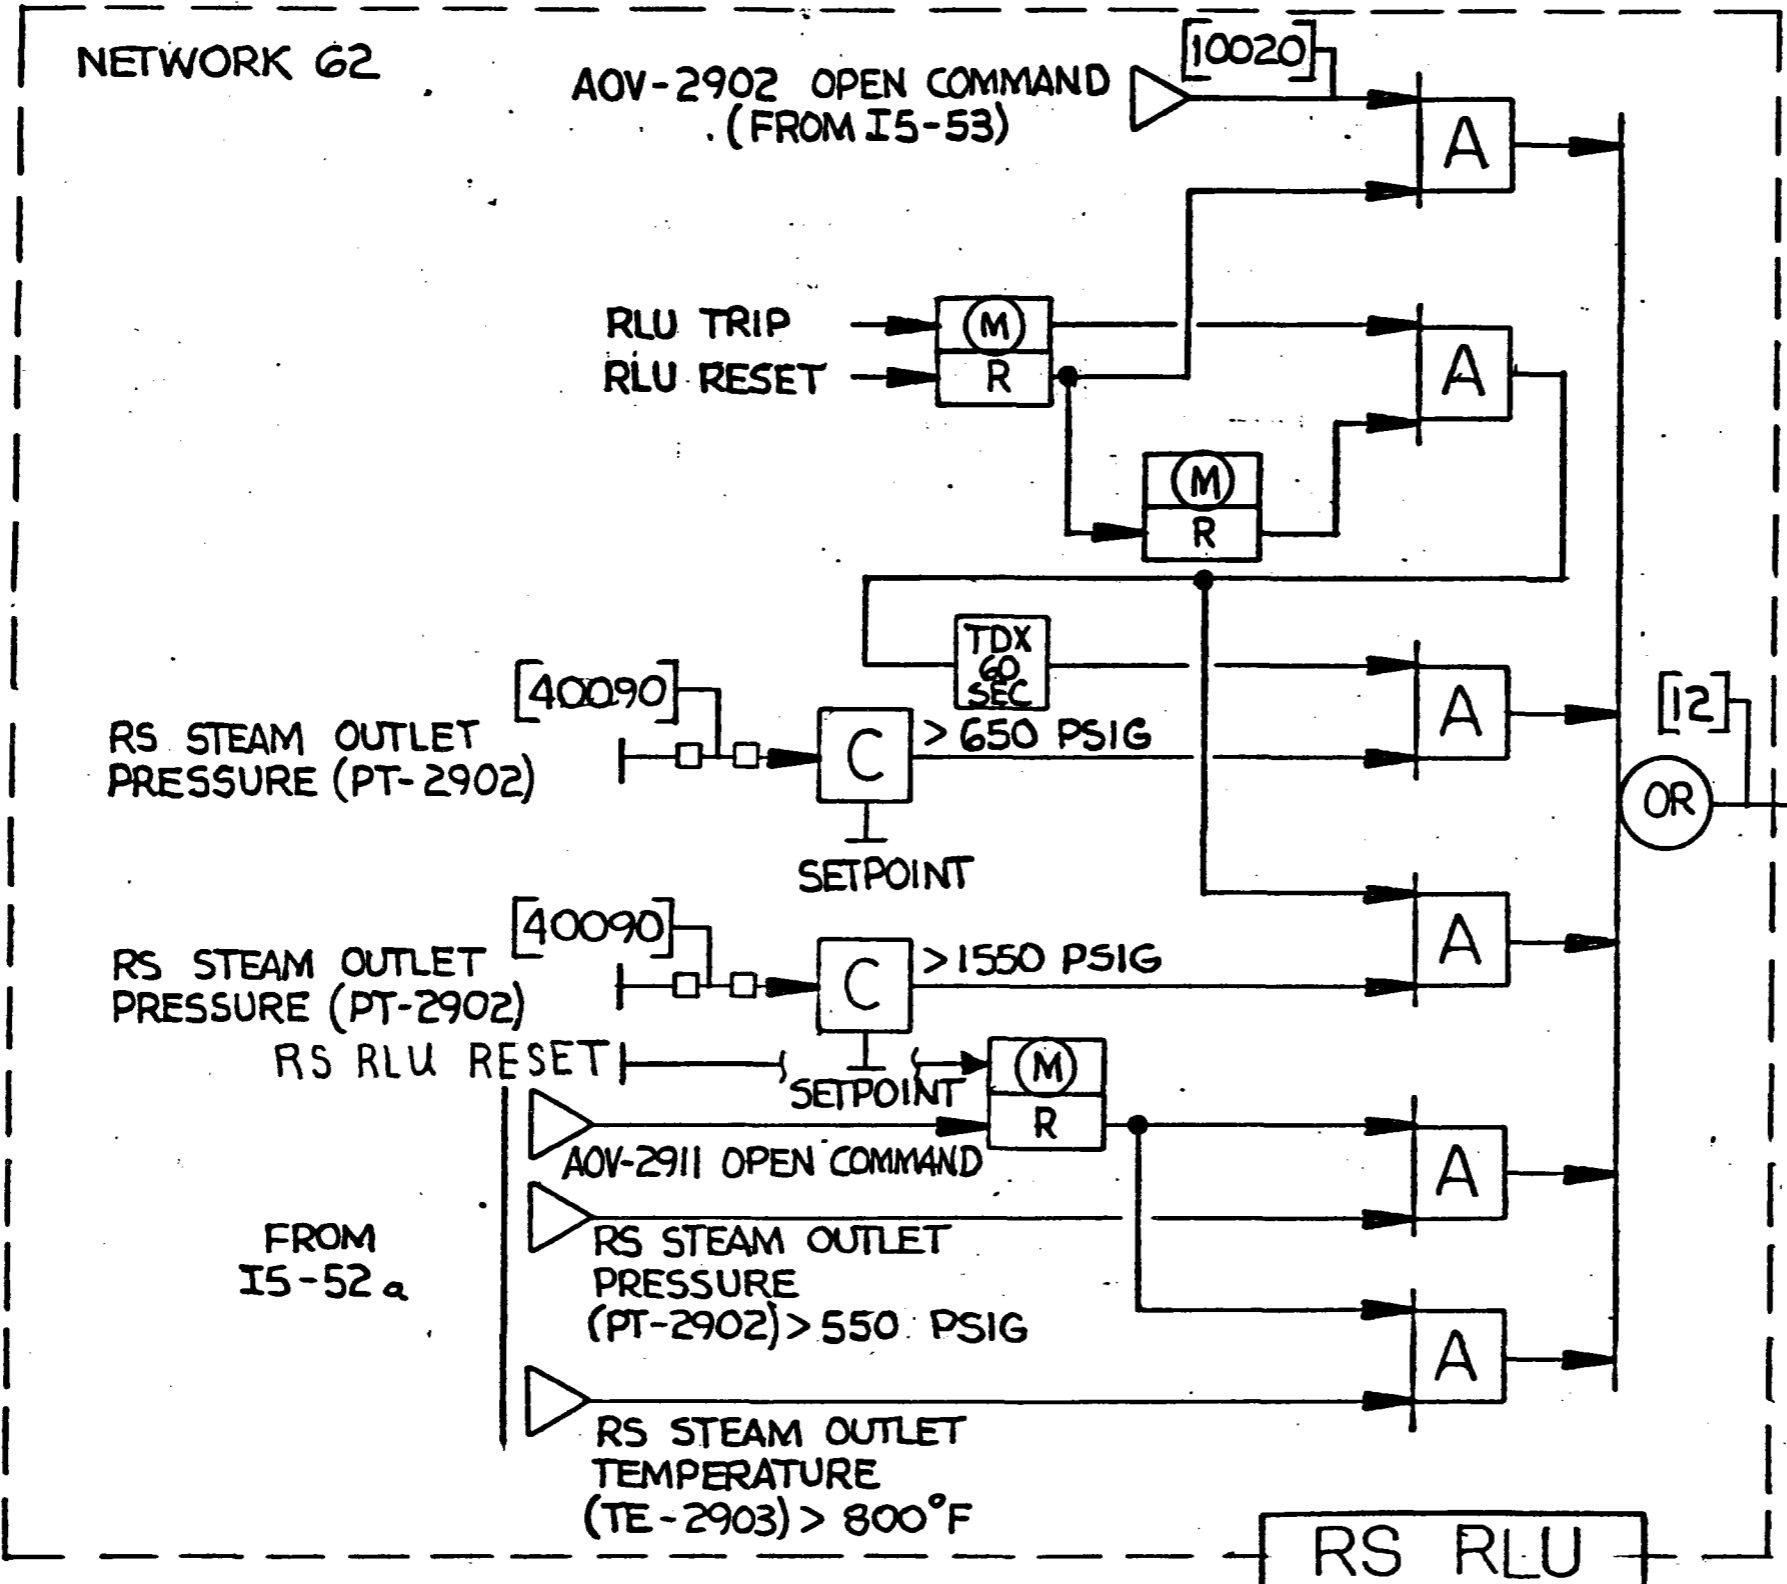 NETWORK 62
[10020]
AOV-2902 OPEN COMMAND
(FROM I5-53)
A
RLU TRIP
M
RLU RESET
R
A
M
R
TDX
60
SEC
[40090]
A
[12]
RS STEAM OUTLET
PRESSURE (PT-2902)
C
> 650 PSIG
OR
SETPOINT
[40090]
A
RS STEAM OUTLET
PRESSURE (PT-2902)
C
>1550 PSIG
RS RLU RESET
M
SETPOINT
R
AOV-2911 OPEN COMMAND
A
FROM
I5-52a
RS STEAM OUTLET
PRESSURE
(PT-2902)>550 PSIG
A
RS STEAM OUTLET
TEMPERATURE
(TE-2903)> 800°F
RS RLU